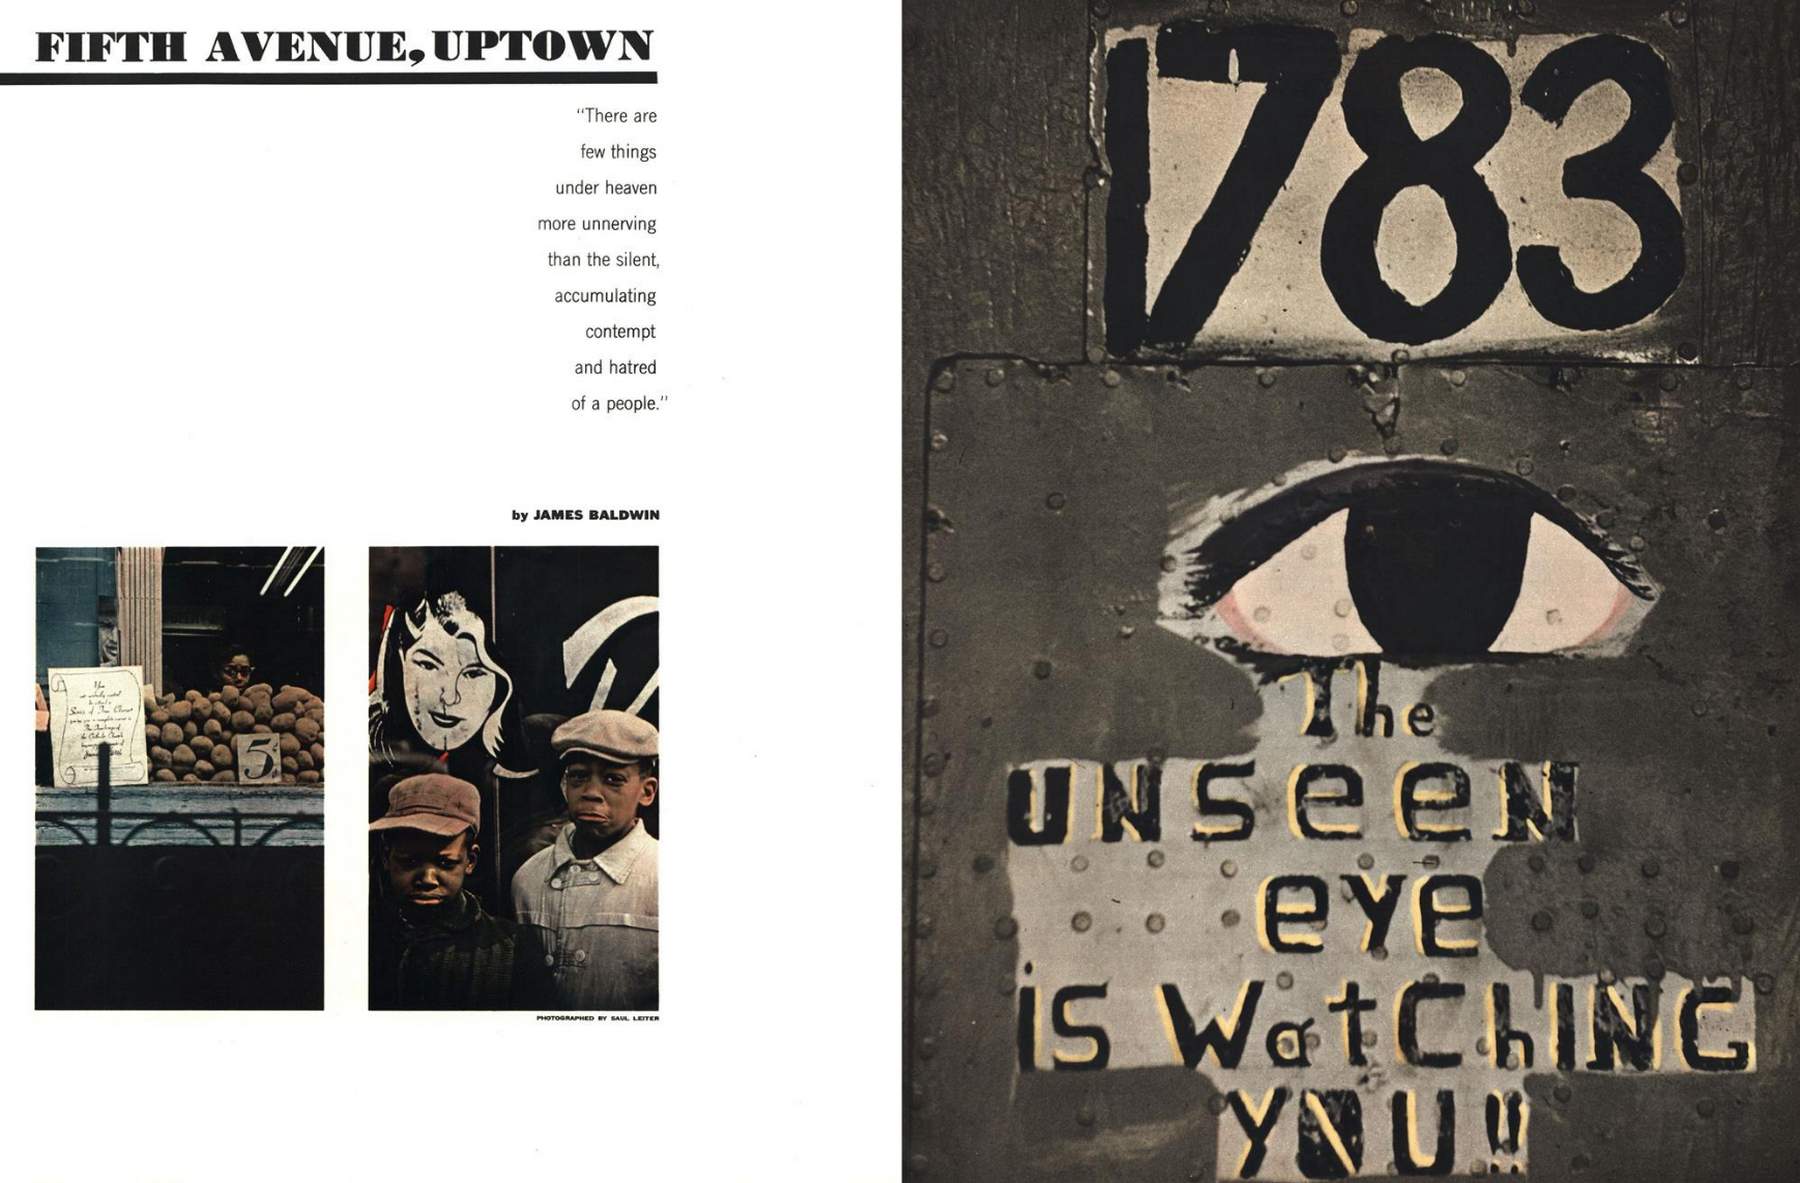 FIFTH AVENUE, UPTOWN
“There are
few things
under heaven
more unnerving
than the silent,
accumulating
contempt
and hatred
of a people.”
by JAMES BALDWIN
5¢
PHOTOGRAPHED BY SAUL LEITER
1783
The
UNSeeN
eye
iS WatChING
YOU!!